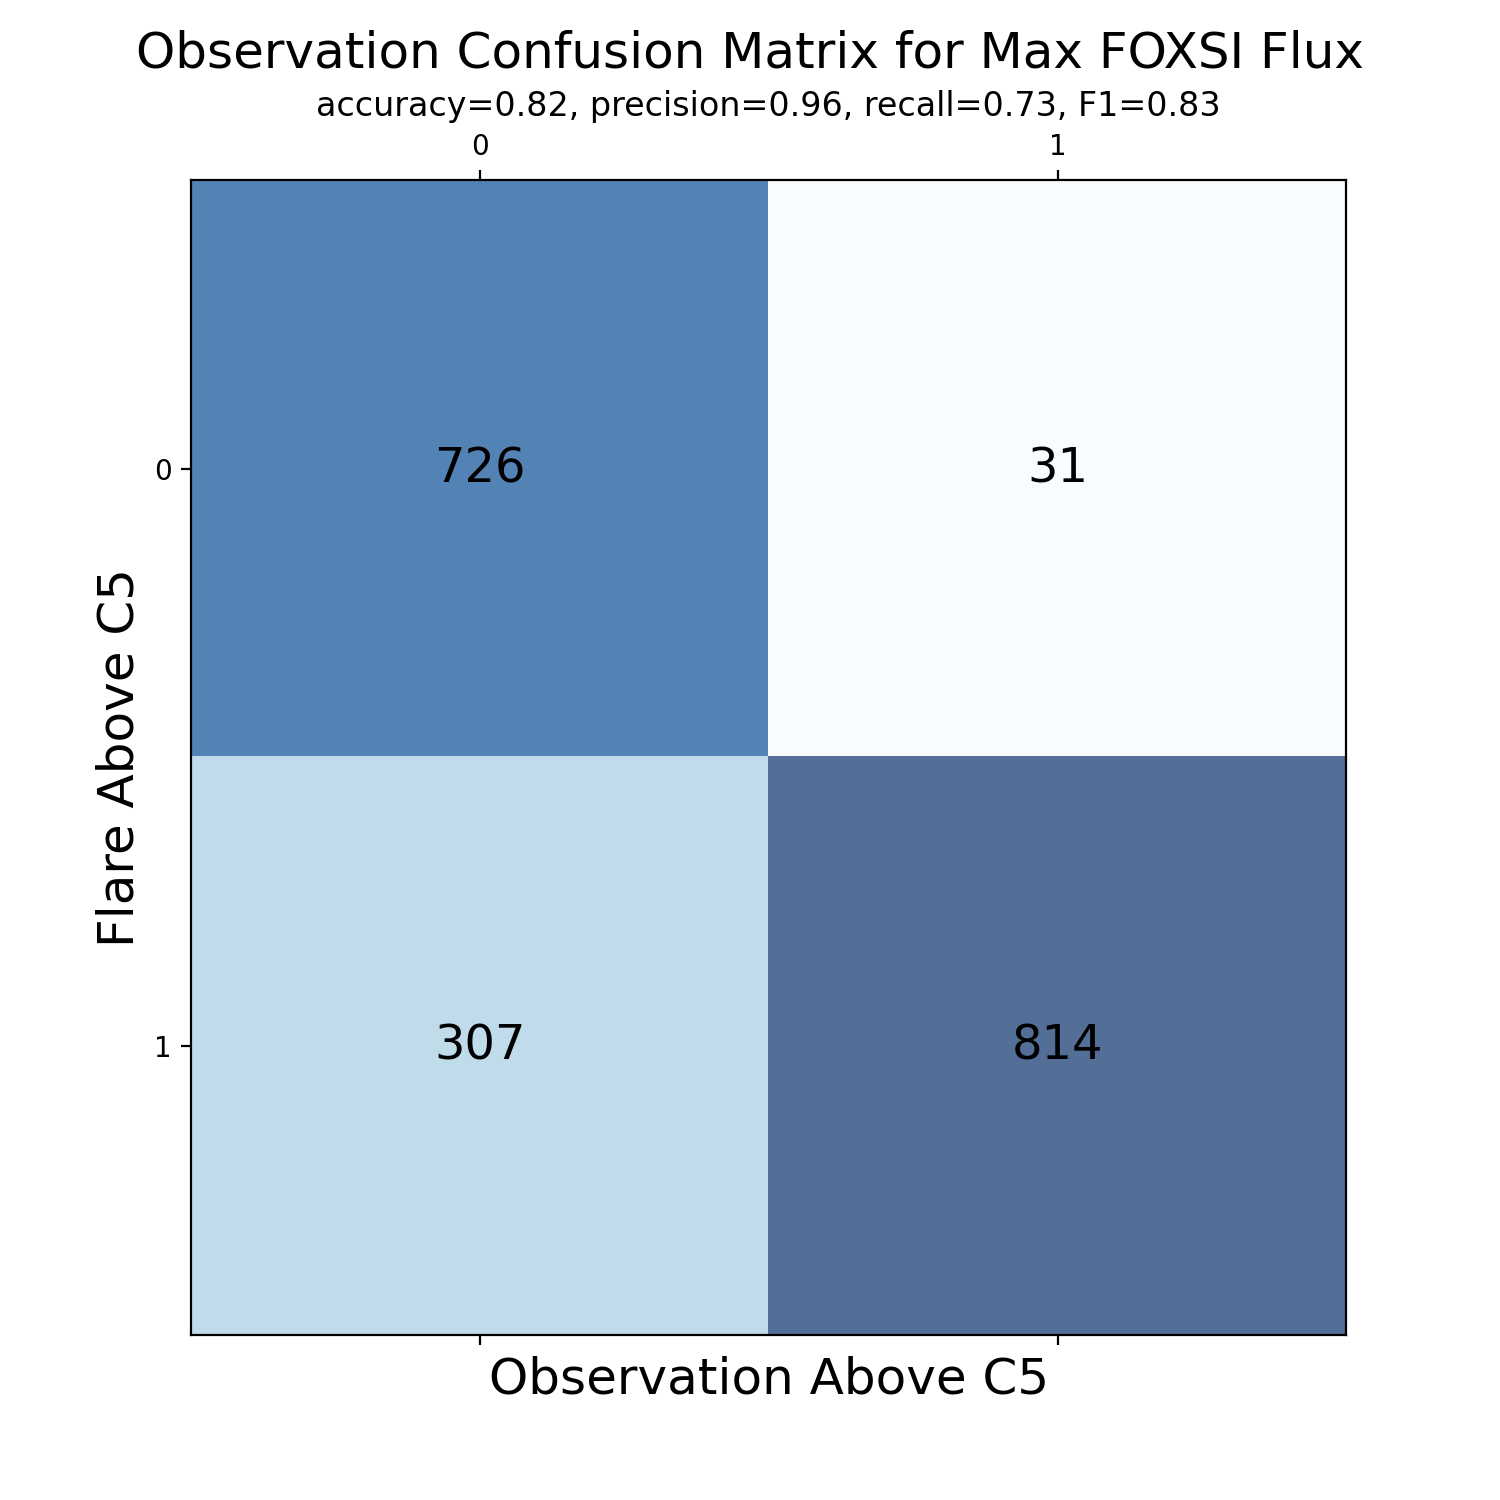 Observation Confusion Matrix for Max FOXSI Flux
accuracy=0.82, precision=0.96, recall=0.73, F1=0.83
0 1
0 726 31
Flare Above C5
1 307 814
Observation Above C5